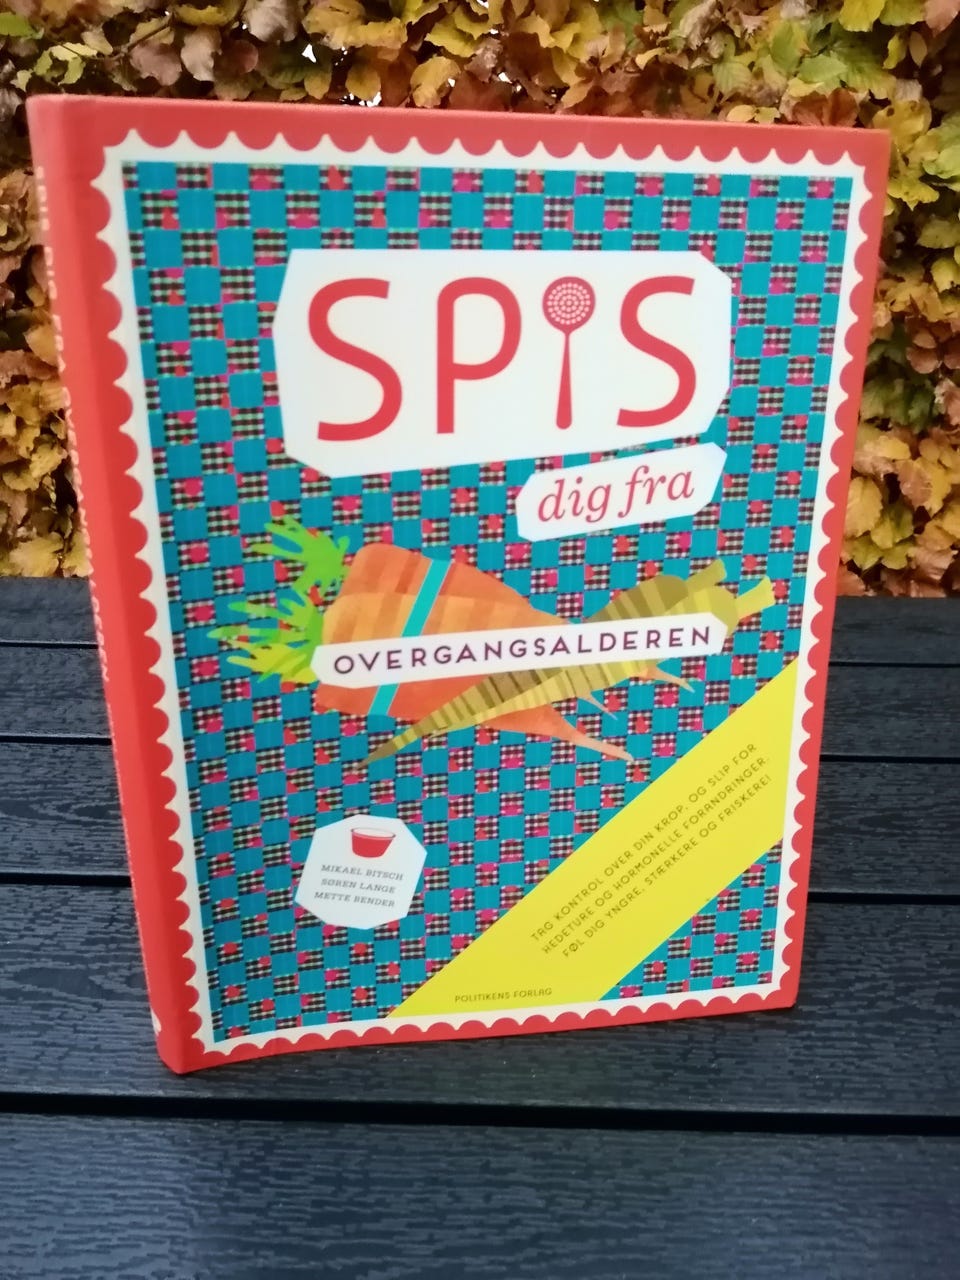 SPIS
dig fra
OVERGANGSALDEREN
TAG KONTROL OVER DIN KROP, OG SLIP FOR
HEDETURE OG HORMONELLE FORANDRINGER.
FØL DIG YNGRE, STÆRKERE OG FRISKERE!
MIKAEL BITSCH
SØREN LANGE
METTE BENDER
POLITIKENS FORLAG